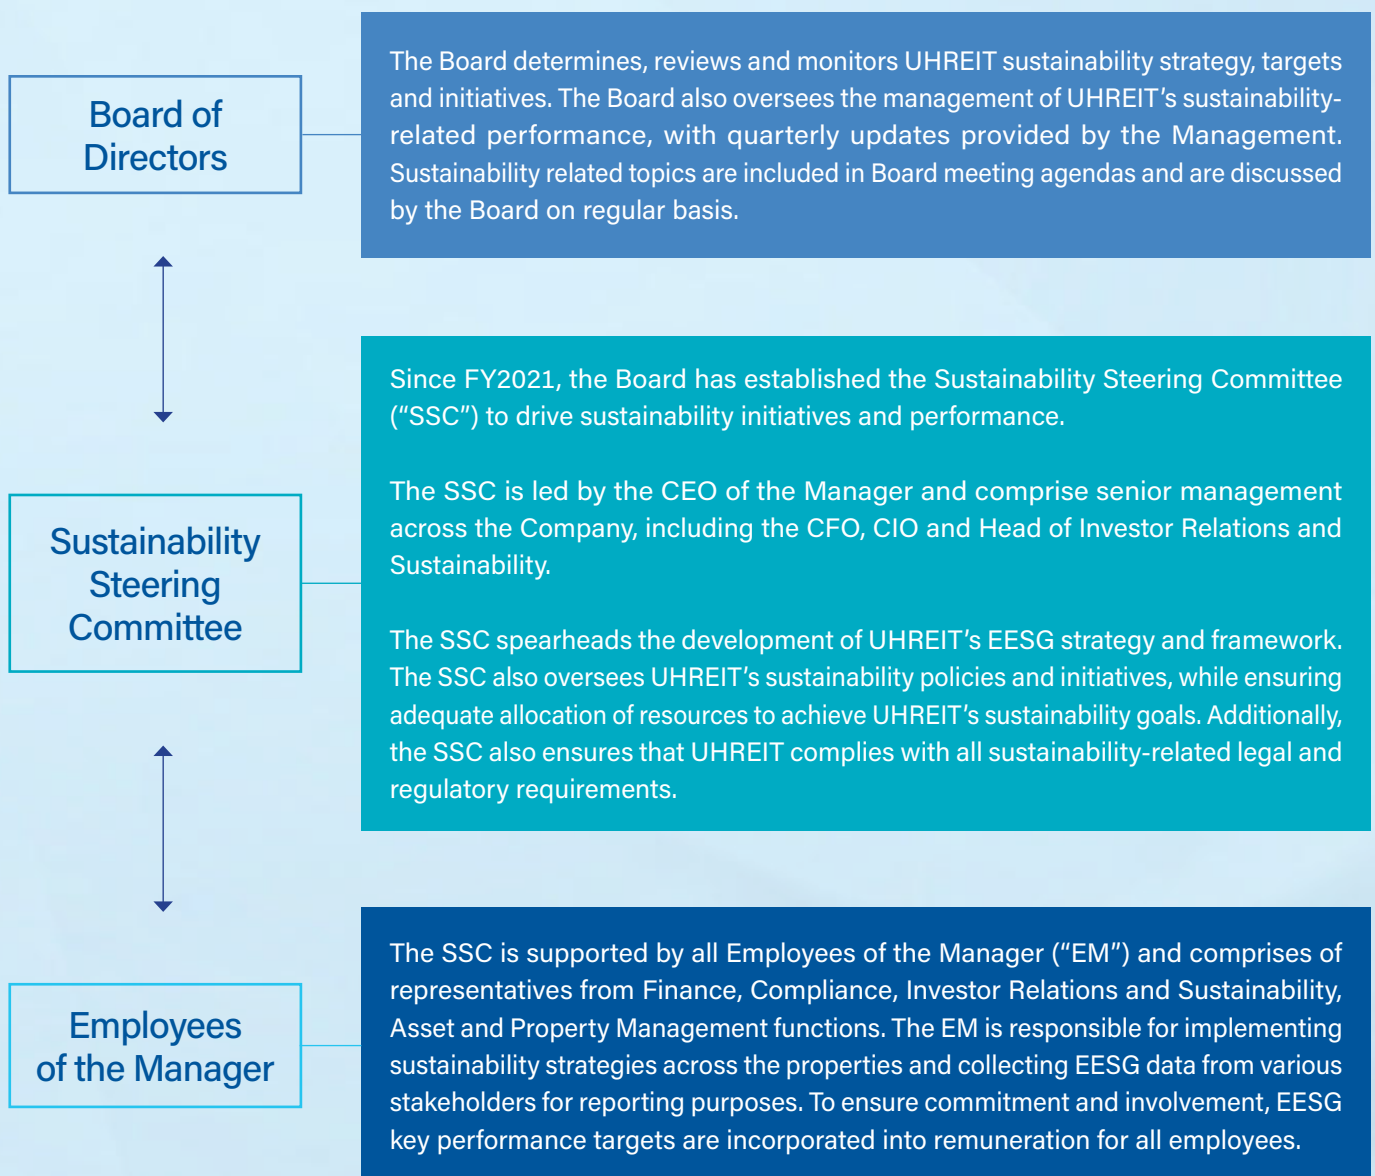 Board of
Directors
The Board determines, reviews and monitors UHREIT sustainability strategy, targets
and initiatives. The Board also oversees the management of UHREIT's sustainability-
related performance, with quarterly updates provided by the Management.
Sustainability related topics are included in Board meeting agendas and are discussed
by the Board on regular basis.
Sustainability
Steering
Committee
Since FY2021, the Board has established the Sustainability Steering Committee
("SSC") to drive sustainability initiatives and performance.
The SSC is led by the CEO of the Manager and comprise senior management
across the Company, including the CFO, CIO and Head of Investor Relations and
Sustainability.
The SSC spearheads the development of UHREIT's EESG strategy and framework.
The SSC also oversees UHREIT's sustainability policies and initiatives, while ensuring
adequate allocation of resources to achieve UHREIT's sustainability goals. Additionally,
the SSC also ensures that UHREIT complies with all sustainability-related legal and
regulatory requirements.
Employees
of the Manager
The SSC is supported by all Employees of the Manager ("EM") and comprises of
representatives from Finance, Compliance, Investor Relations and Sustainability,
Asset and Property Management functions. The EM is responsible for implementing
sustainability strategies across the properties and collecting EESG data from various
stakeholders for reporting purposes. To ensure commitment and involvement, EESG
key performance targets are incorporated into remuneration for all employees.